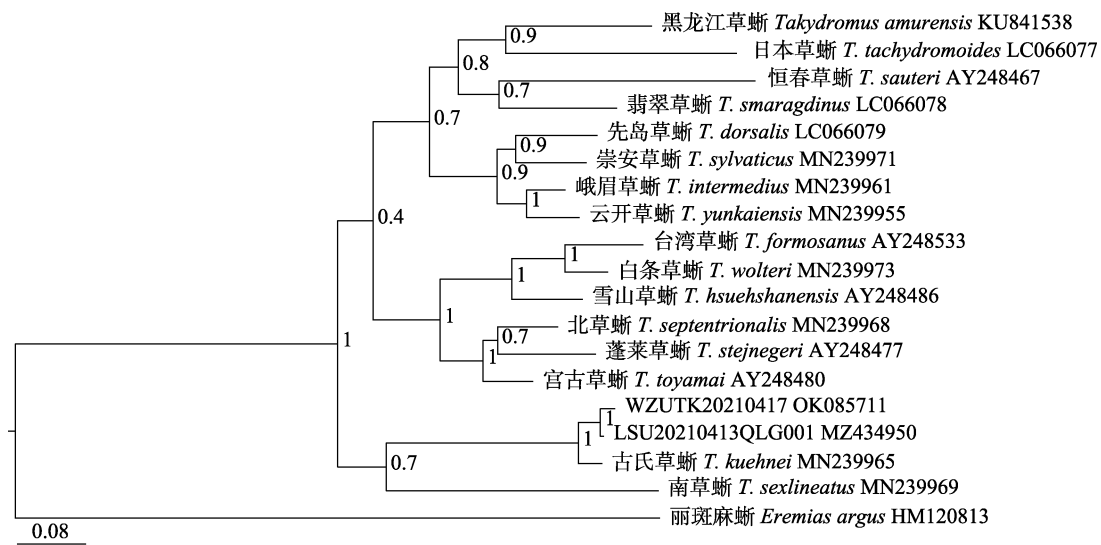 黑龙江草蜥 Takydromus amurensis KU841538
0.9
日本草蜥 T. tachydromoides LC066077
0.8
恒春草蜥 T. sauteri AY248467
0.7
翡翠草蜥 T. smaragdinus LC066078
0.7
先岛草蜥 T. dorsalis LC066079
0.9
崇安草蜥 T. sylvaticus MN239971
0.9
峨眉草蜥 T. intermedius MN239961
1
云开草蜥 T. yunkaiensis MN239955
0.4
台湾草蜥 T. formosanus AY248533
1
白条草蜥 T. wolteri MN239973
1
雪山草蜥 T. hsuehshanensis AY248486
1
北草蜥 T. septentrionalis MN239968
0.7
1
蓬莱草蜥 T. stejnegeri AY248477
1
宫古草蜥 T. toyamai AY248480
WZUTK20210417 OK085711
1
LSU20210413QLG001 MZ434950
1
古氏草蜥 T. kuehnei MN239965
0.7
南草蜥 T. sexlineatus MN239969
丽斑麻蜥 Eremias argus HM120813
0.08